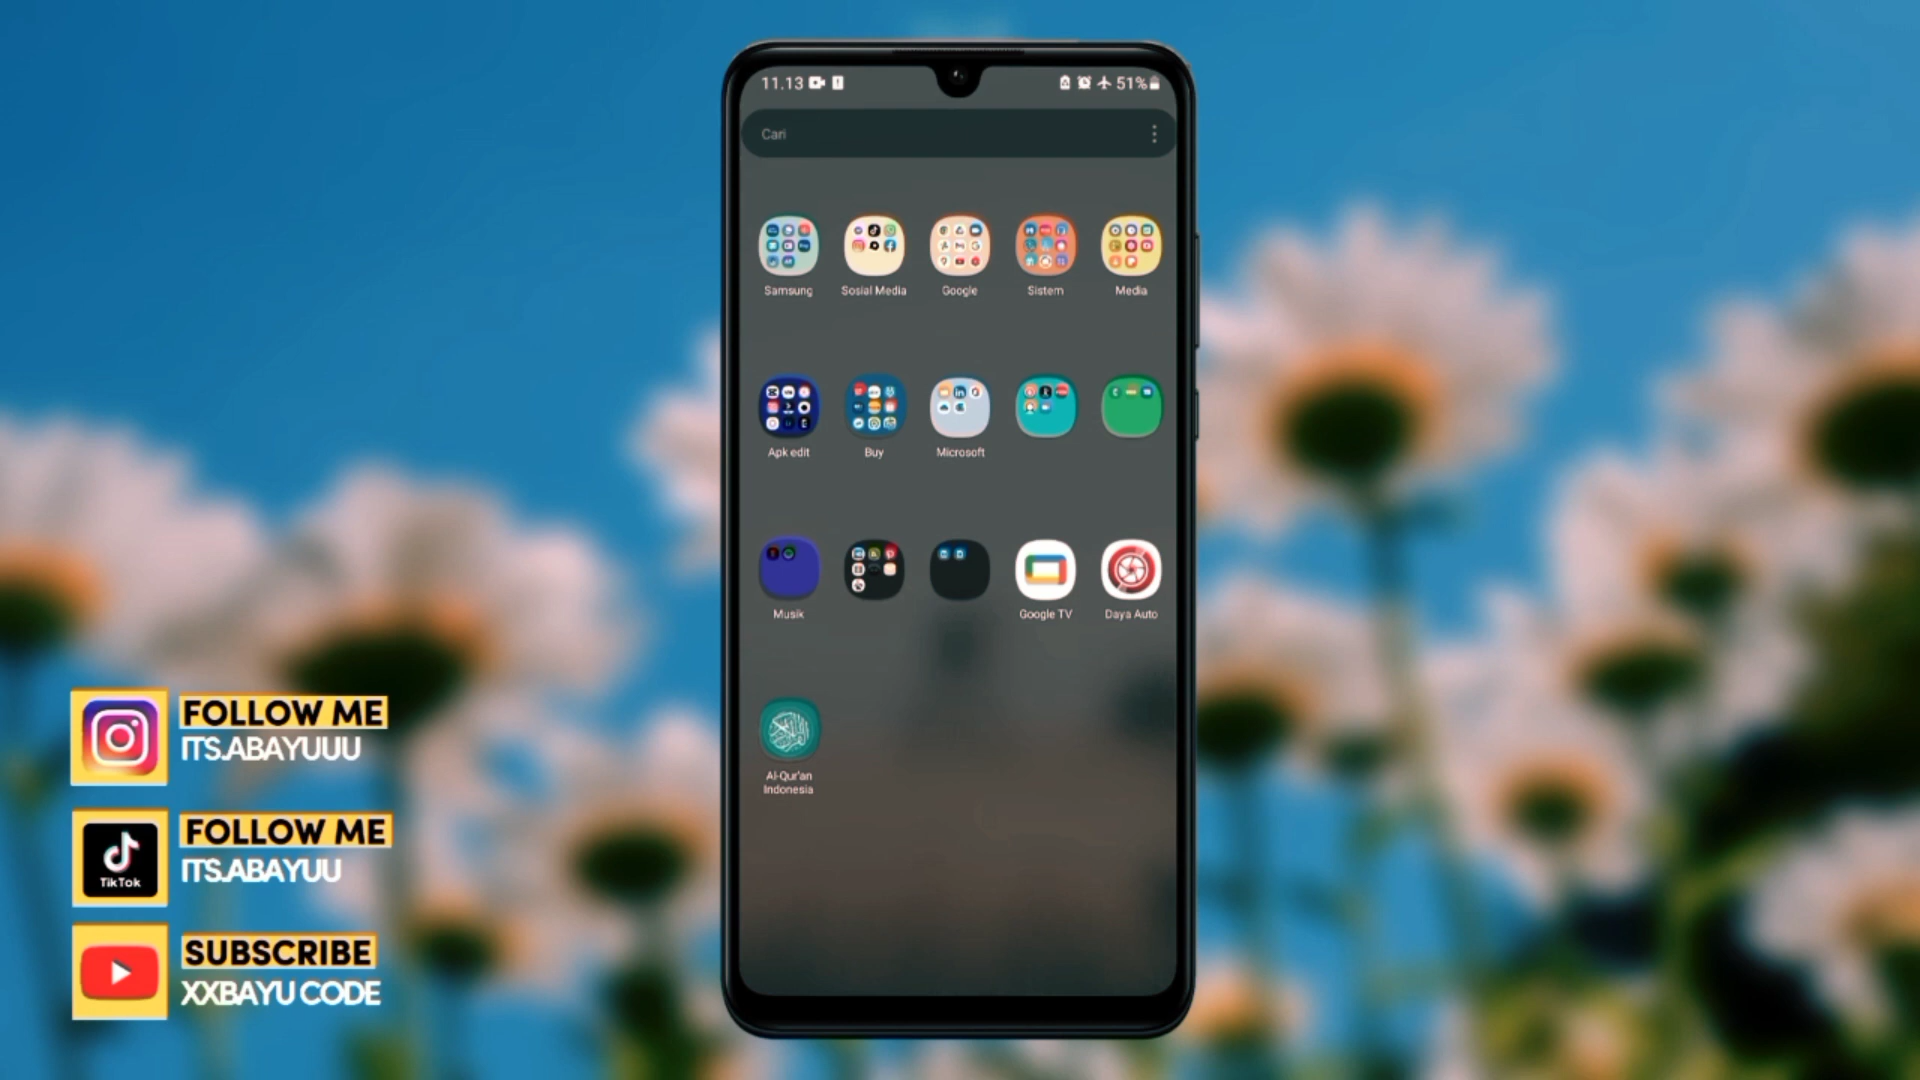 11.13
51%
Cari
Samsung
Sosial Media
Google
Sistem
Media
Apk edit
Buy
Microsoft
Musik
Google TV
Daya Auto
Al-Qur'an
Indonesia
FOLLOW ME
ITS.ABAYUUU
TikTok
FOLLOW ME
ITS.ABAYUU
SUBSCRIBE
XXBAYU CODE